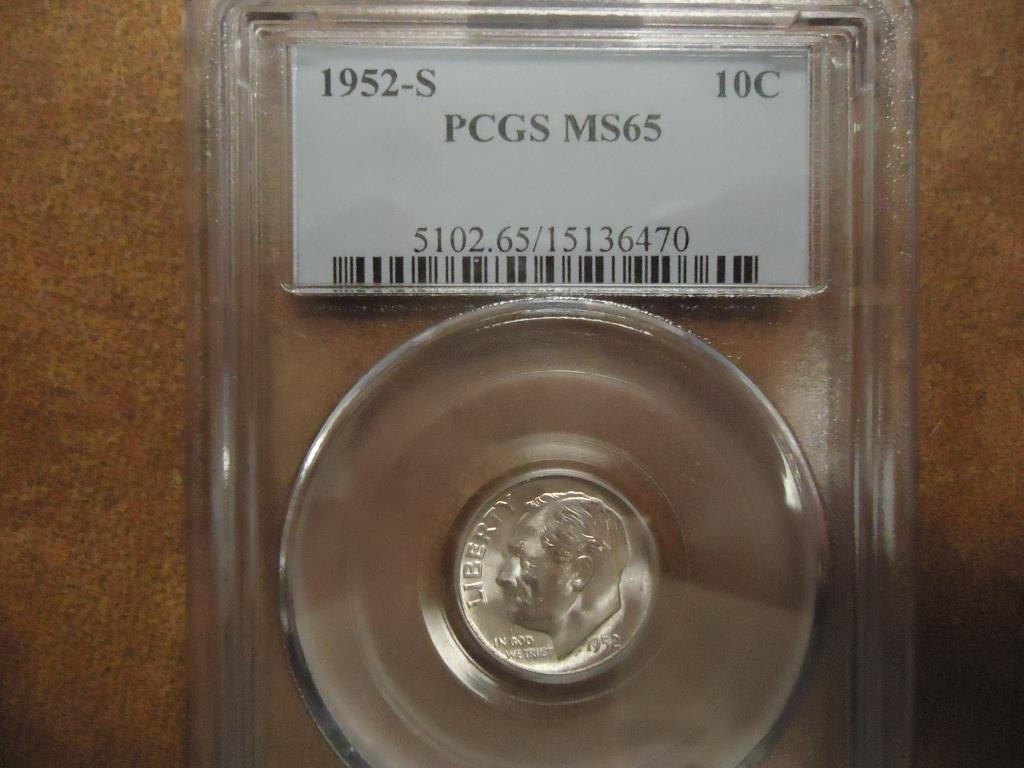 1952-S 10C
PCGS MS65
5102.65/15136470
LIBERTY
IN GOD
WE TRUST
1952